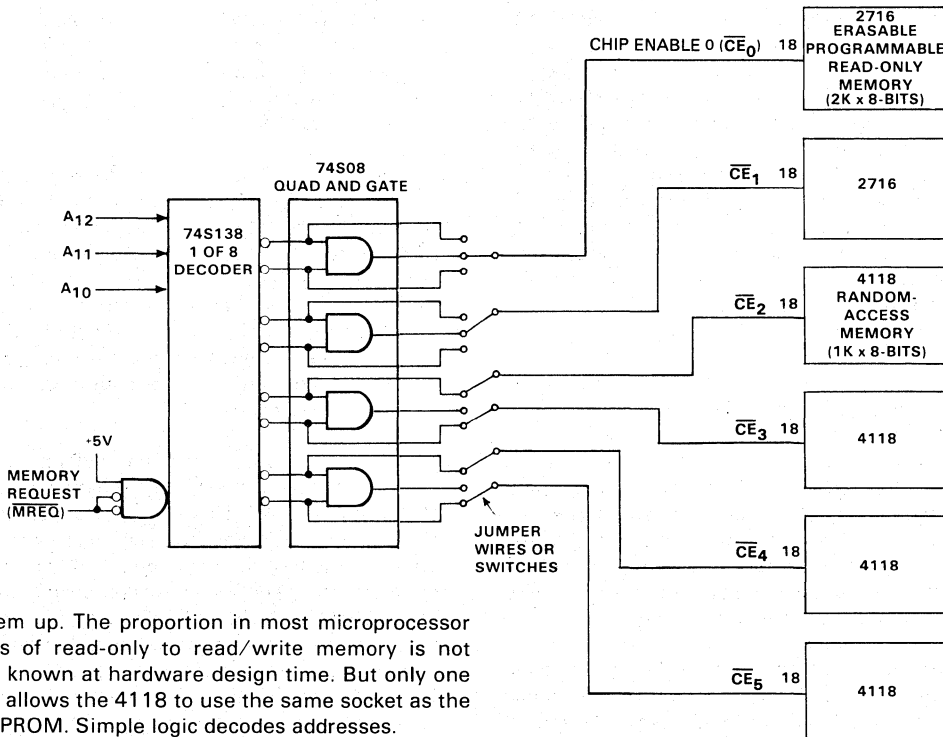 2716
ERASABLE
PROGRAMMABLE
READ-ONLY
MEMORY
(2K x 8-BITS)
CHIP ENABLE 0 (CE0) 18
74S08
QUAD AND GATE
CE1 18
2716
A12
A11
A10
74S138
1 OF 8
DECODER
CE2 18
4118
RANDOM-
ACCESS
MEMORY
(1K x 8-BITS)
CE3 18
4118
+5V
MEMORY
REQUEST
(MREQ)
JUMPER
WIRES OR
SWITCHES
CE4 18
4118
CE5 18
4118
em up. The proportion in most microprocessor
s of read-only to read/write memory is not
known at hardware design time. But only one
allows the 4118 to use the same socket as the
PROM. Simple logic decodes addresses.